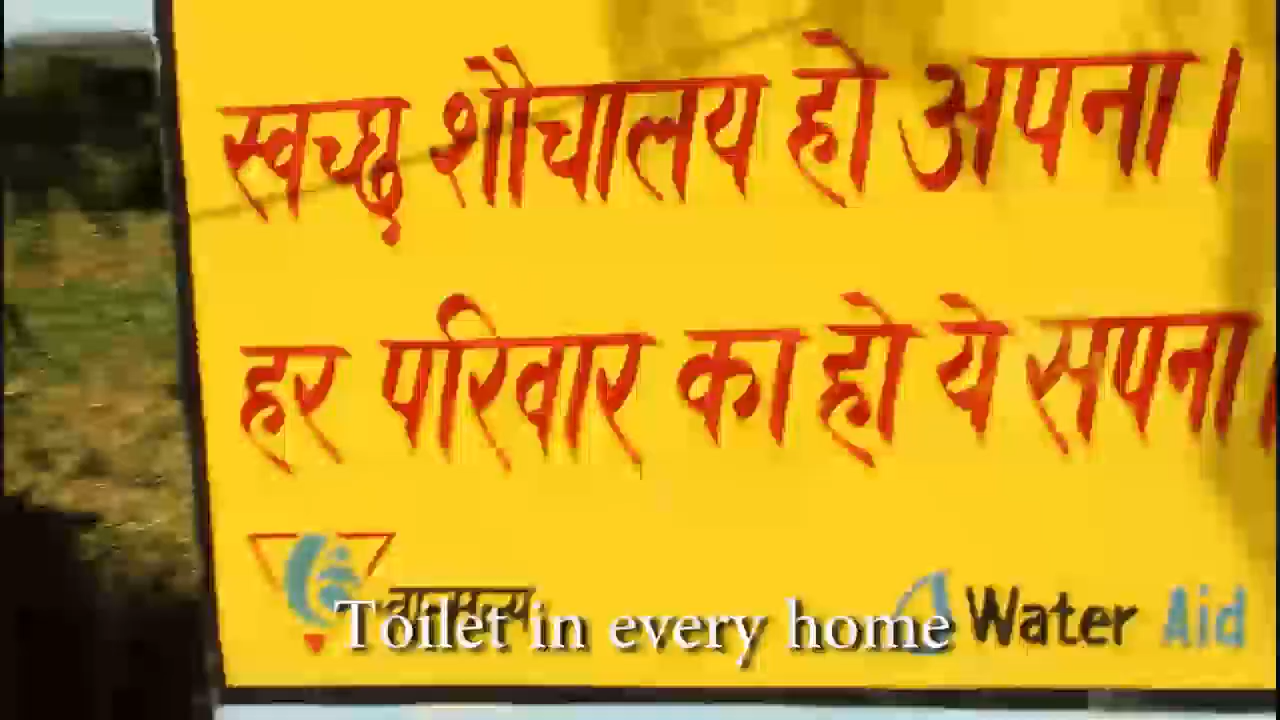 स्वच्छ शौचालय हो अपना।
हर परिवार का हो ये सपना।
Water Aid
Toilet in every home